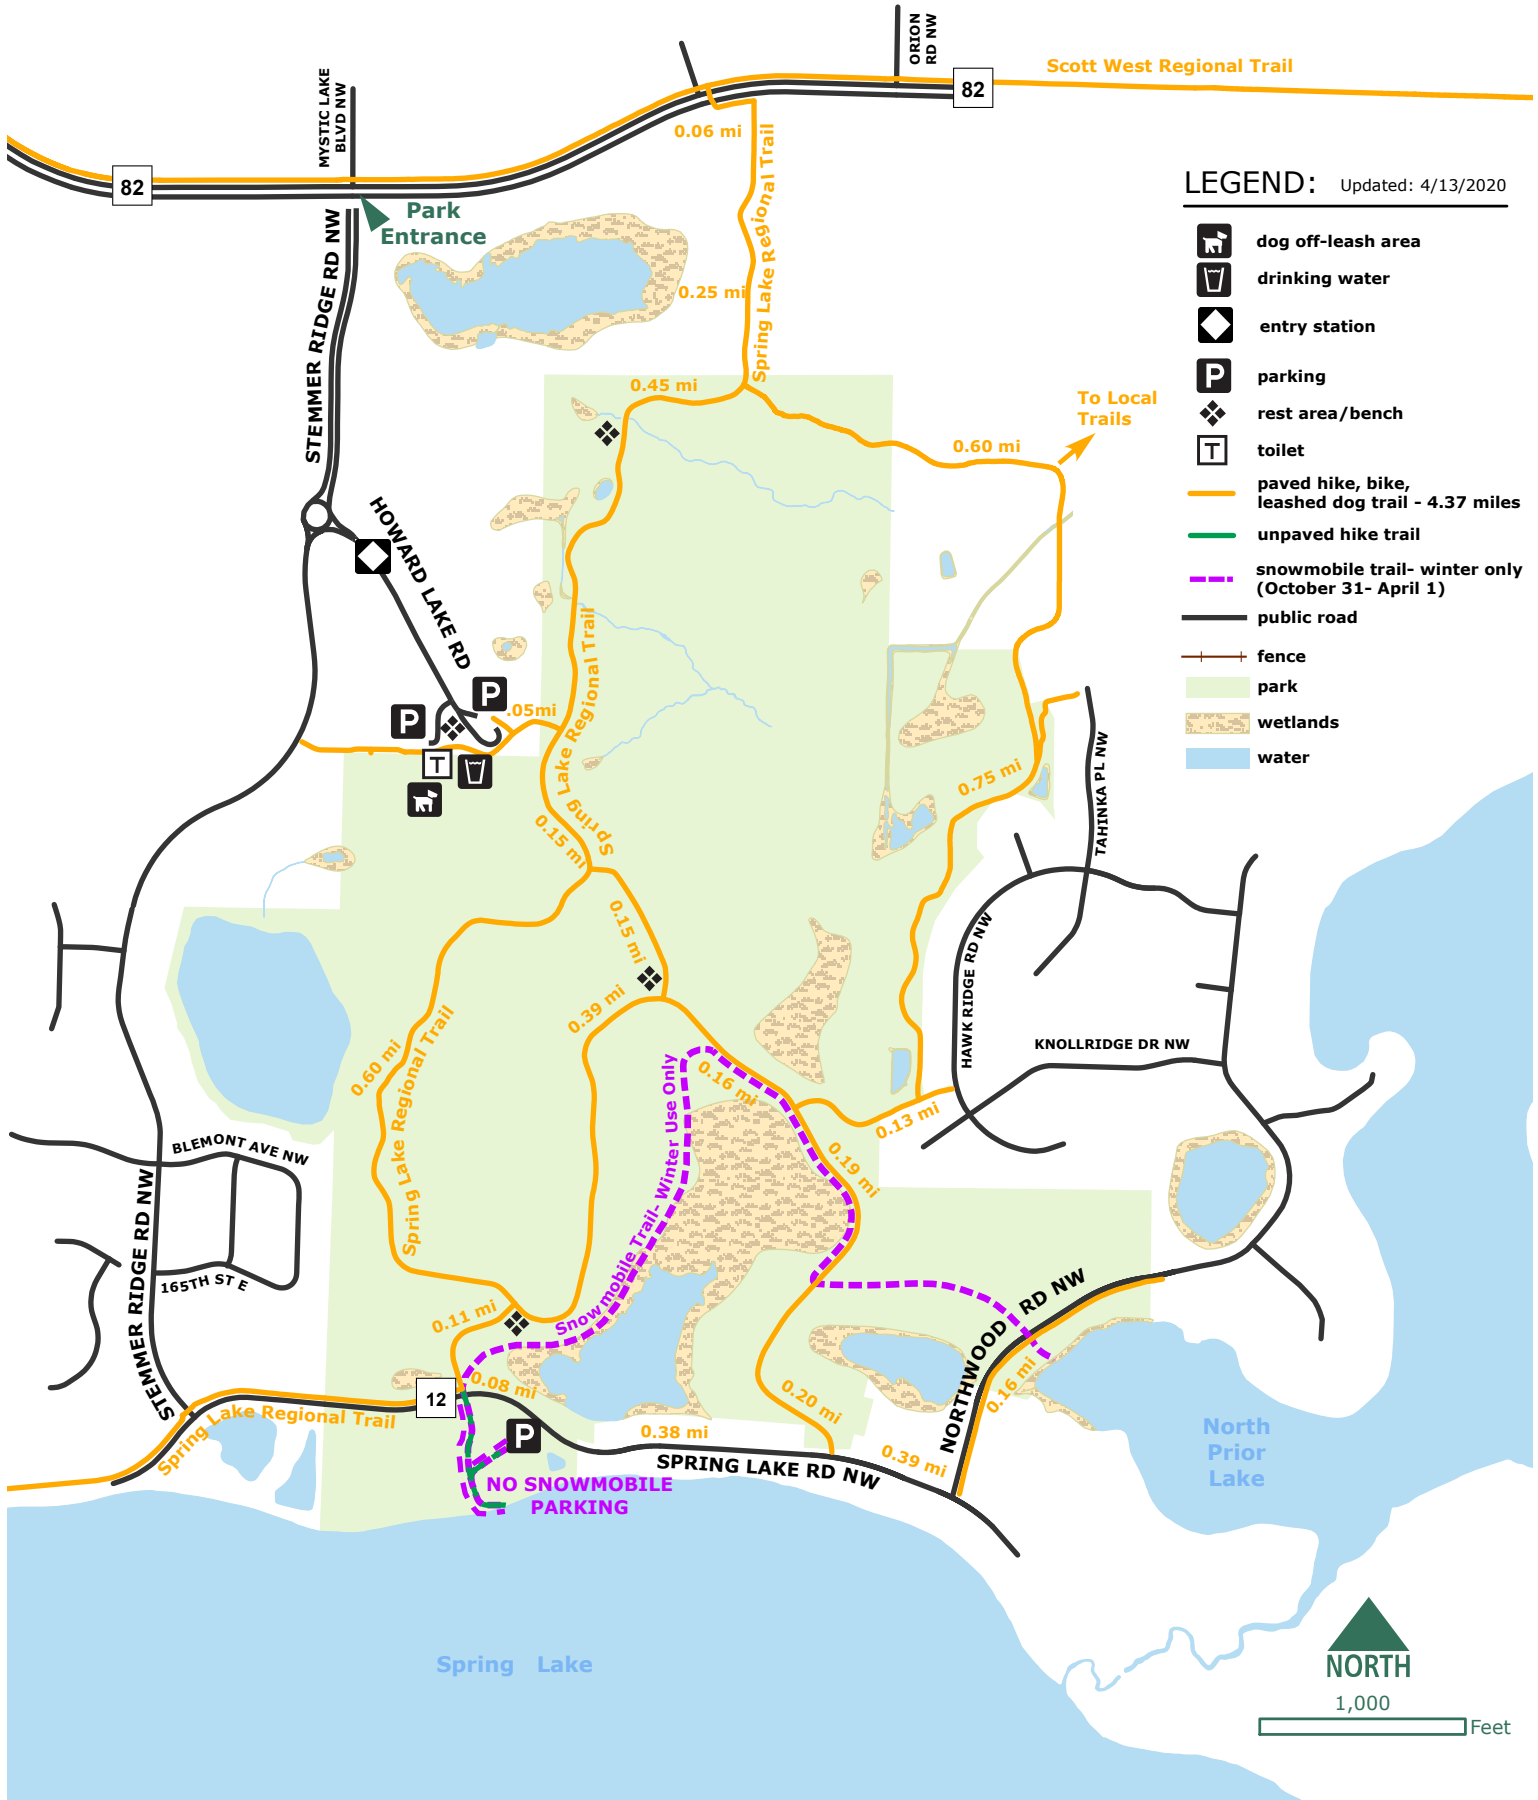 ORION
RD NW
Scott West Regional Trail
82
MYSTIC LAKE
BLVD NW
0.06 mi
82
Spring Lake Regional Trail
LEGEND: Updated: 4/13/2020
Park
Entrance
STEMMER RIDGE RD NW
dog off-leash area
drinking water
0.25 mi
entry station
P parking
0.45 mi
To Local
Trails
rest area/bench
0.60 mi
T toilet
paved hike, bike,
leashed dog trail - 4.37 miles
HOWARD LAKE RD
unpaved hike trail
snowmobile trail- winter only
(October 31- April 1)
public road
fence
park
wetlands
water
Spring Lake Regional Trail
P
.05mi
P
T
0.75 mi
TAHINKA PL NW
0.15 mi
0.15 mi
HAWK RIDGE RD NW
0.39 mi
KNOLLRIDGE DR NW
0.60 mi
Spring Lake Regional Trail
Snowmobile Trail- Winter Use Only
0.16 mi
0.13 mi
BLEMONT AVE NW
0.19 mi
STEMMER RIDGE RD NW
165TH ST E
0.11 mi
NORTHWOOD RD NW
0.08 mi
12
0.16 mi
0.20 mi
Spring Lake Regional Trail
P
0.38 mi
0.39 mi
SPRING LAKE RD NW
North
Prior
Lake
NO SNOWMOBILE
PARKING
Spring Lake
NORTH
1,000
Feet